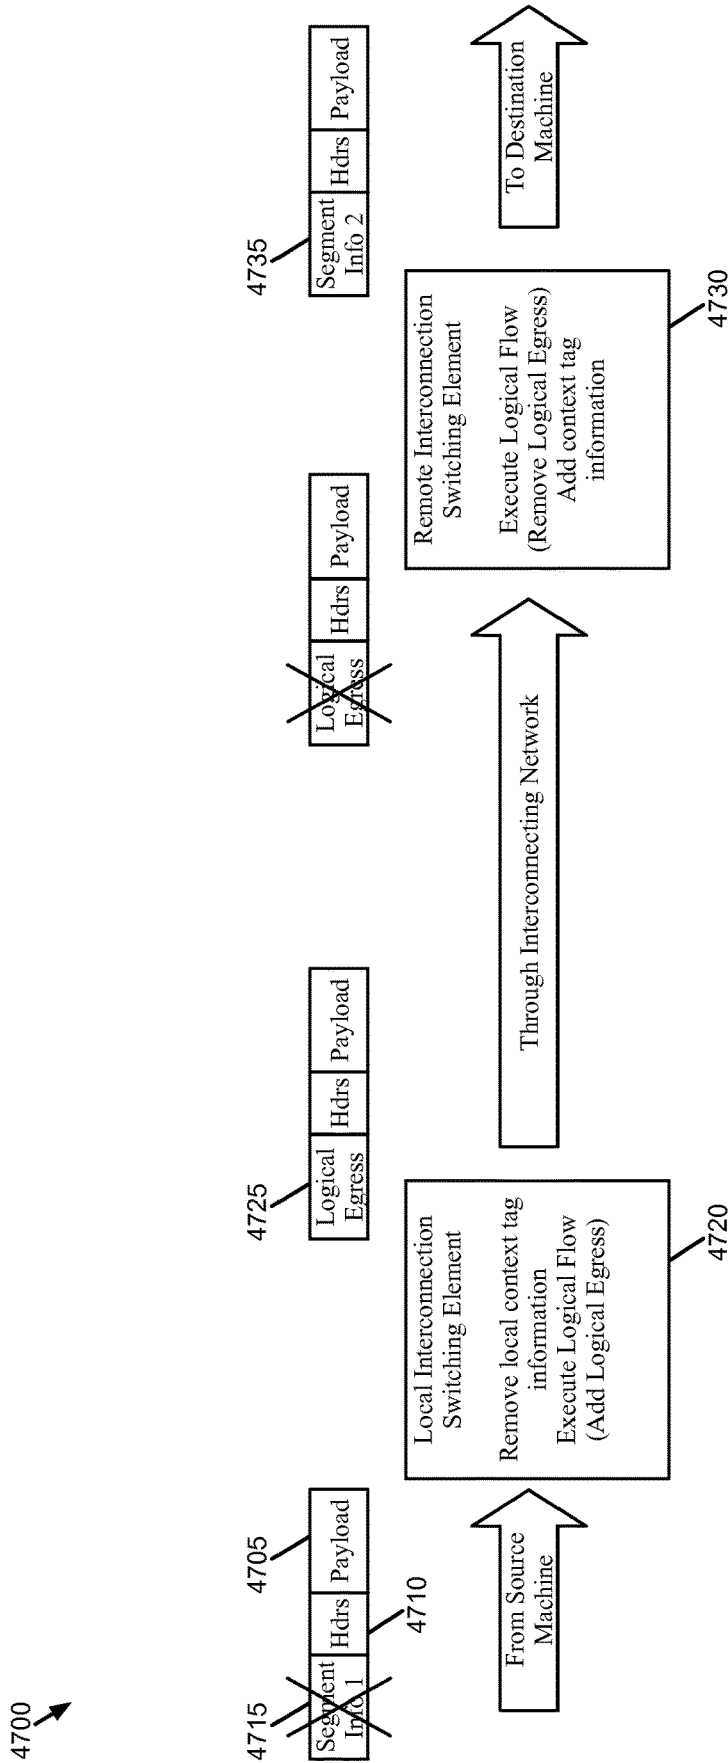 4700
4715
4705
Segment
Info 1
Hdrs
Payload
4710
4725
Logical
Egress
Hdrs
Payload
Logical
Egress
Hdrs
Payload
4735
Segment
Info 2
Hdrs
Payload
From Source
Machine
Local Interconnection
Switching Element
Remove local context tag
information
Execute Logical Flow
(Add Logical Egress)
4720
Through Interconnecting Network
Remote Interconnection
Switching Element
Execute Logical Flow
(Remove Logical Egress)
Add context tag
information
4730
To Destination
Machine